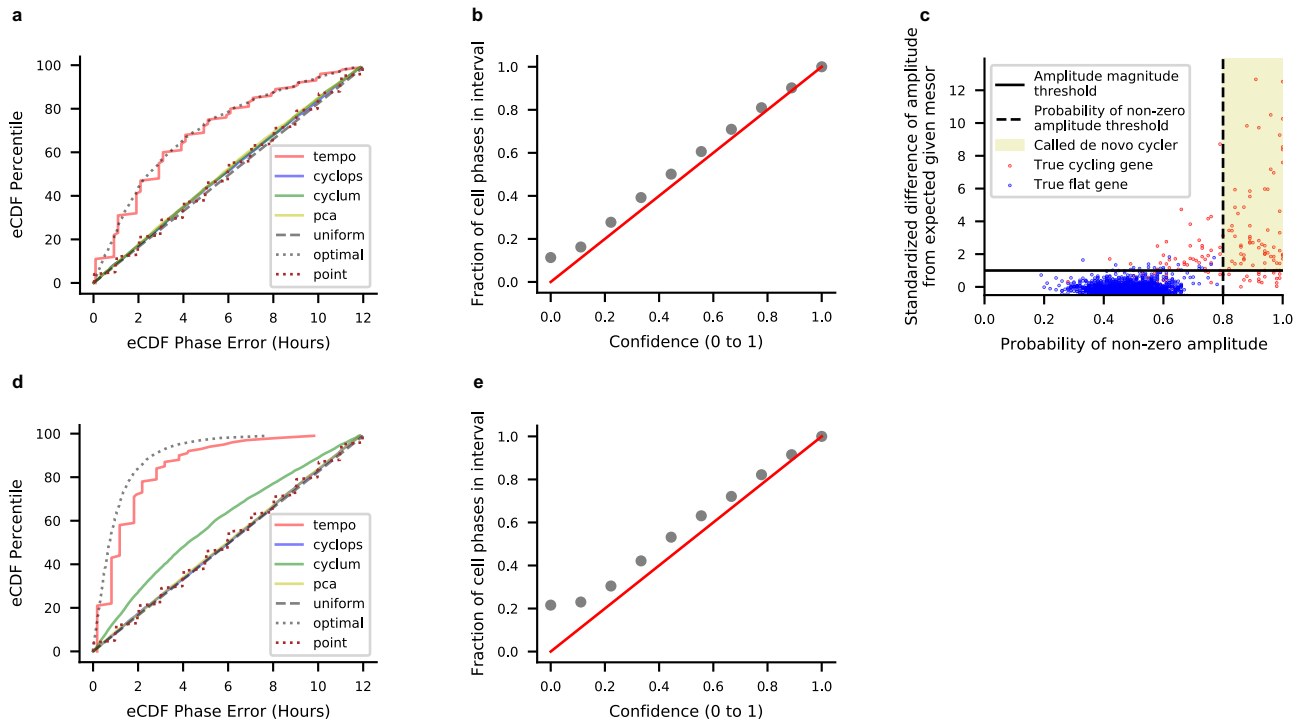 a
eCDF Percentile
100
80
60
40
20
0
tempo
cyclops
cyclum
pca
uniform
optimal
point
0 2 4 6 8 10 12
eCDF Phase Error (Hours)
b
Fraction of cell phases in interval
1.0
0.8
0.6
0.4
0.2
0.0
0.0 0.2 0.4 0.6 0.8 1.0
Confidence (0 to 1)
c
Standardized difference of amplitude
from expected given mesor
12
10
8
6
4
2
0
Amplitude magnitude
threshold
Probability of non-zero
amplitude threshold
Called de novo cycler
True cycling gene
True flat gene
0.0 0.2 0.4 0.6 0.8 1.0
Probability of non-zero amplitude
d
eCDF Percentile
100
80
60
40
20
0
tempo
cyclops
cyclum
pca
uniform
optimal
point
0 2 4 6 8 10 12
eCDF Phase Error (Hours)
e
Fraction of cell phases in interval
1.0
0.8
0.6
0.4
0.2
0.0
0.0 0.2 0.4 0.6 0.8 1.0
Confidence (0 to 1)